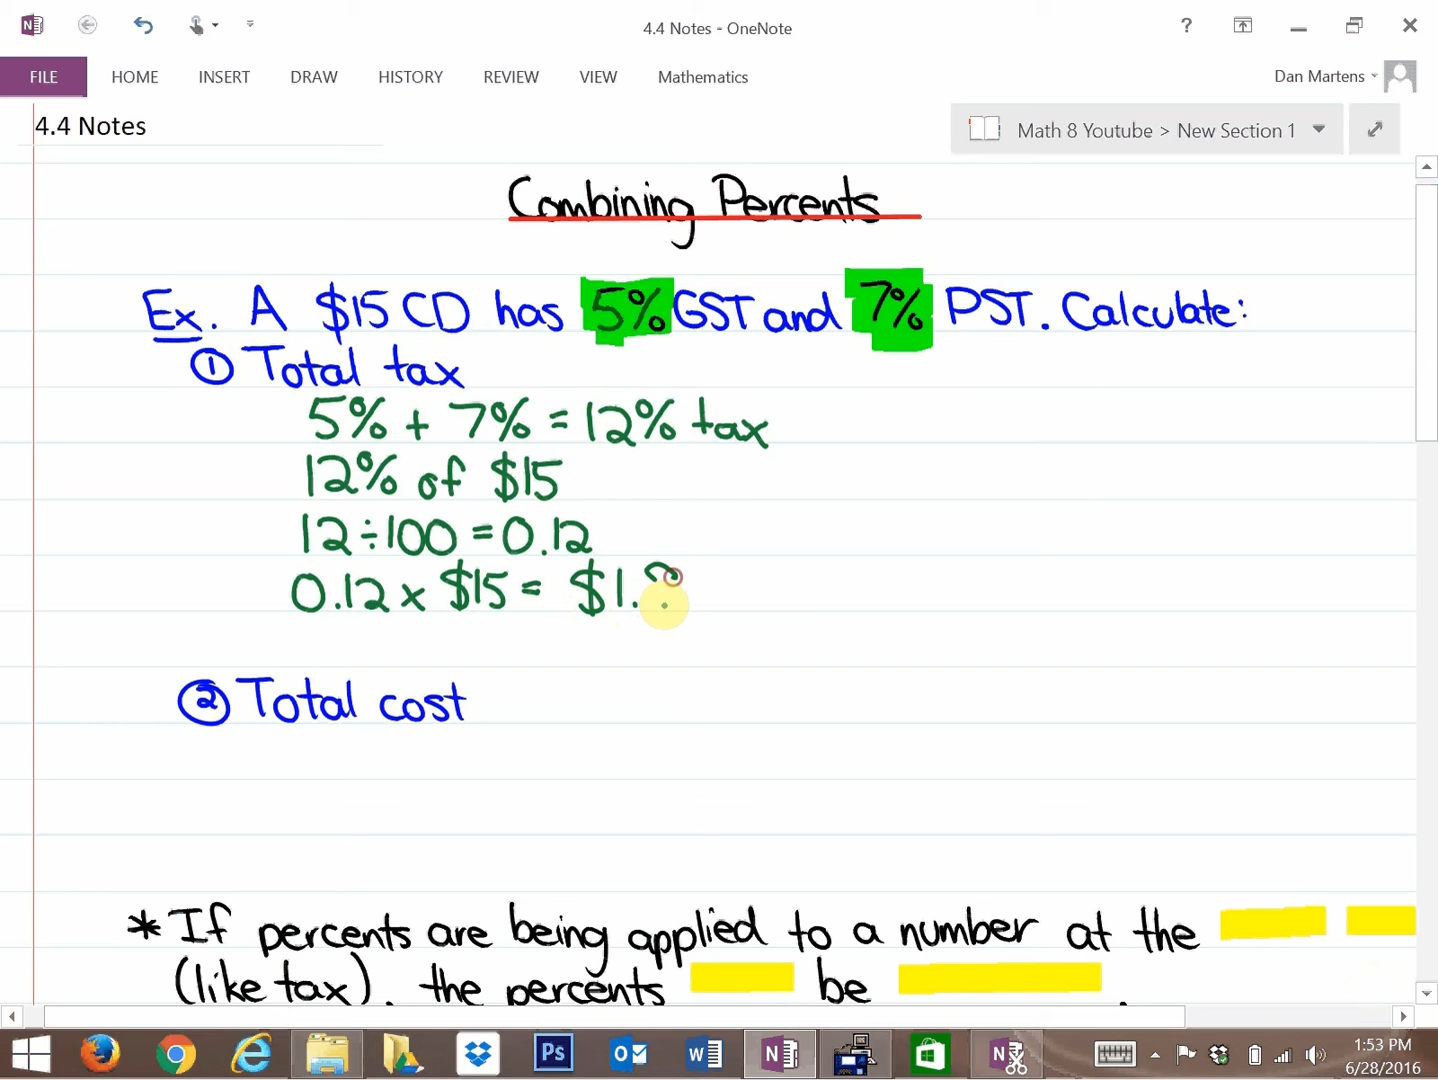 4.4 Notes - OneNote
?
FILE HOME INSERT DRAW HISTORY REVIEW VIEW Mathematics
Dan Martens
4.4 Notes
Math 8 Youtube > New Section 1
Combining Percents
Ex. A $15 CD has 5% GST and 7% PST. Calculate:
① Total tax
5% + 7% = 12% tax
12% of $15
12 ÷ 100 = 0.12
0.12 x $15 = $1.
② Total cost
* If percents are being applied to a number at the
(like tax), the percents be .
1:53 PM
6/28/2016